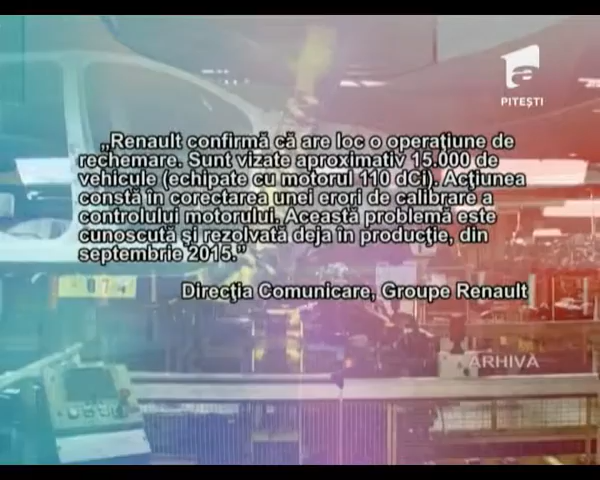 PITEȘTI
„Renault confirmă că are loc o operaţiune de
rechemare. Sunt vizate aproximativ 15.000 de
vehicule (echipate cu motorul 110 dCi). Acţiunea
constă în corectarea unei erori de calibrare a
controlului motorului. Această problemă este
cunoscută şi rezolvată deja în producţie, din
septembrie 2015."
Direcţia Comunicare, Groupe Renault
ARHIVĂ